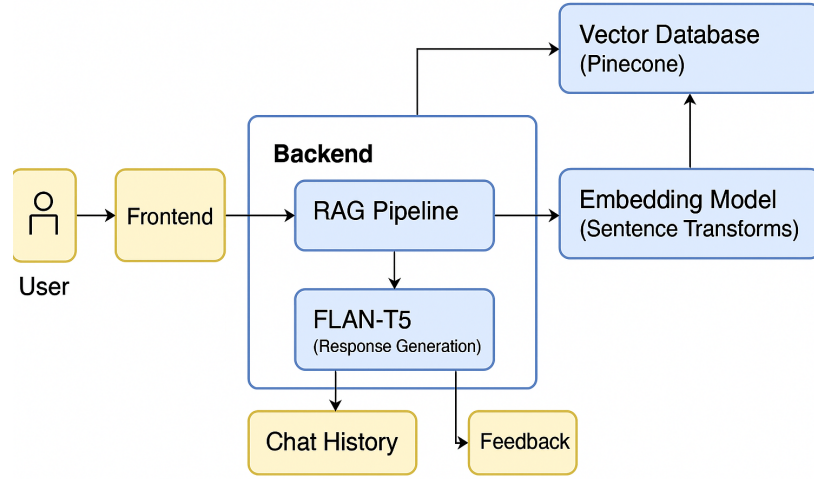 Vector Database
(Pinecone)
Backend
Frontend
RAG Pipeline
Embedding Model
(Sentence Transforms)
User
FLAN-T5
(Response Generation)
Chat History
Feedback